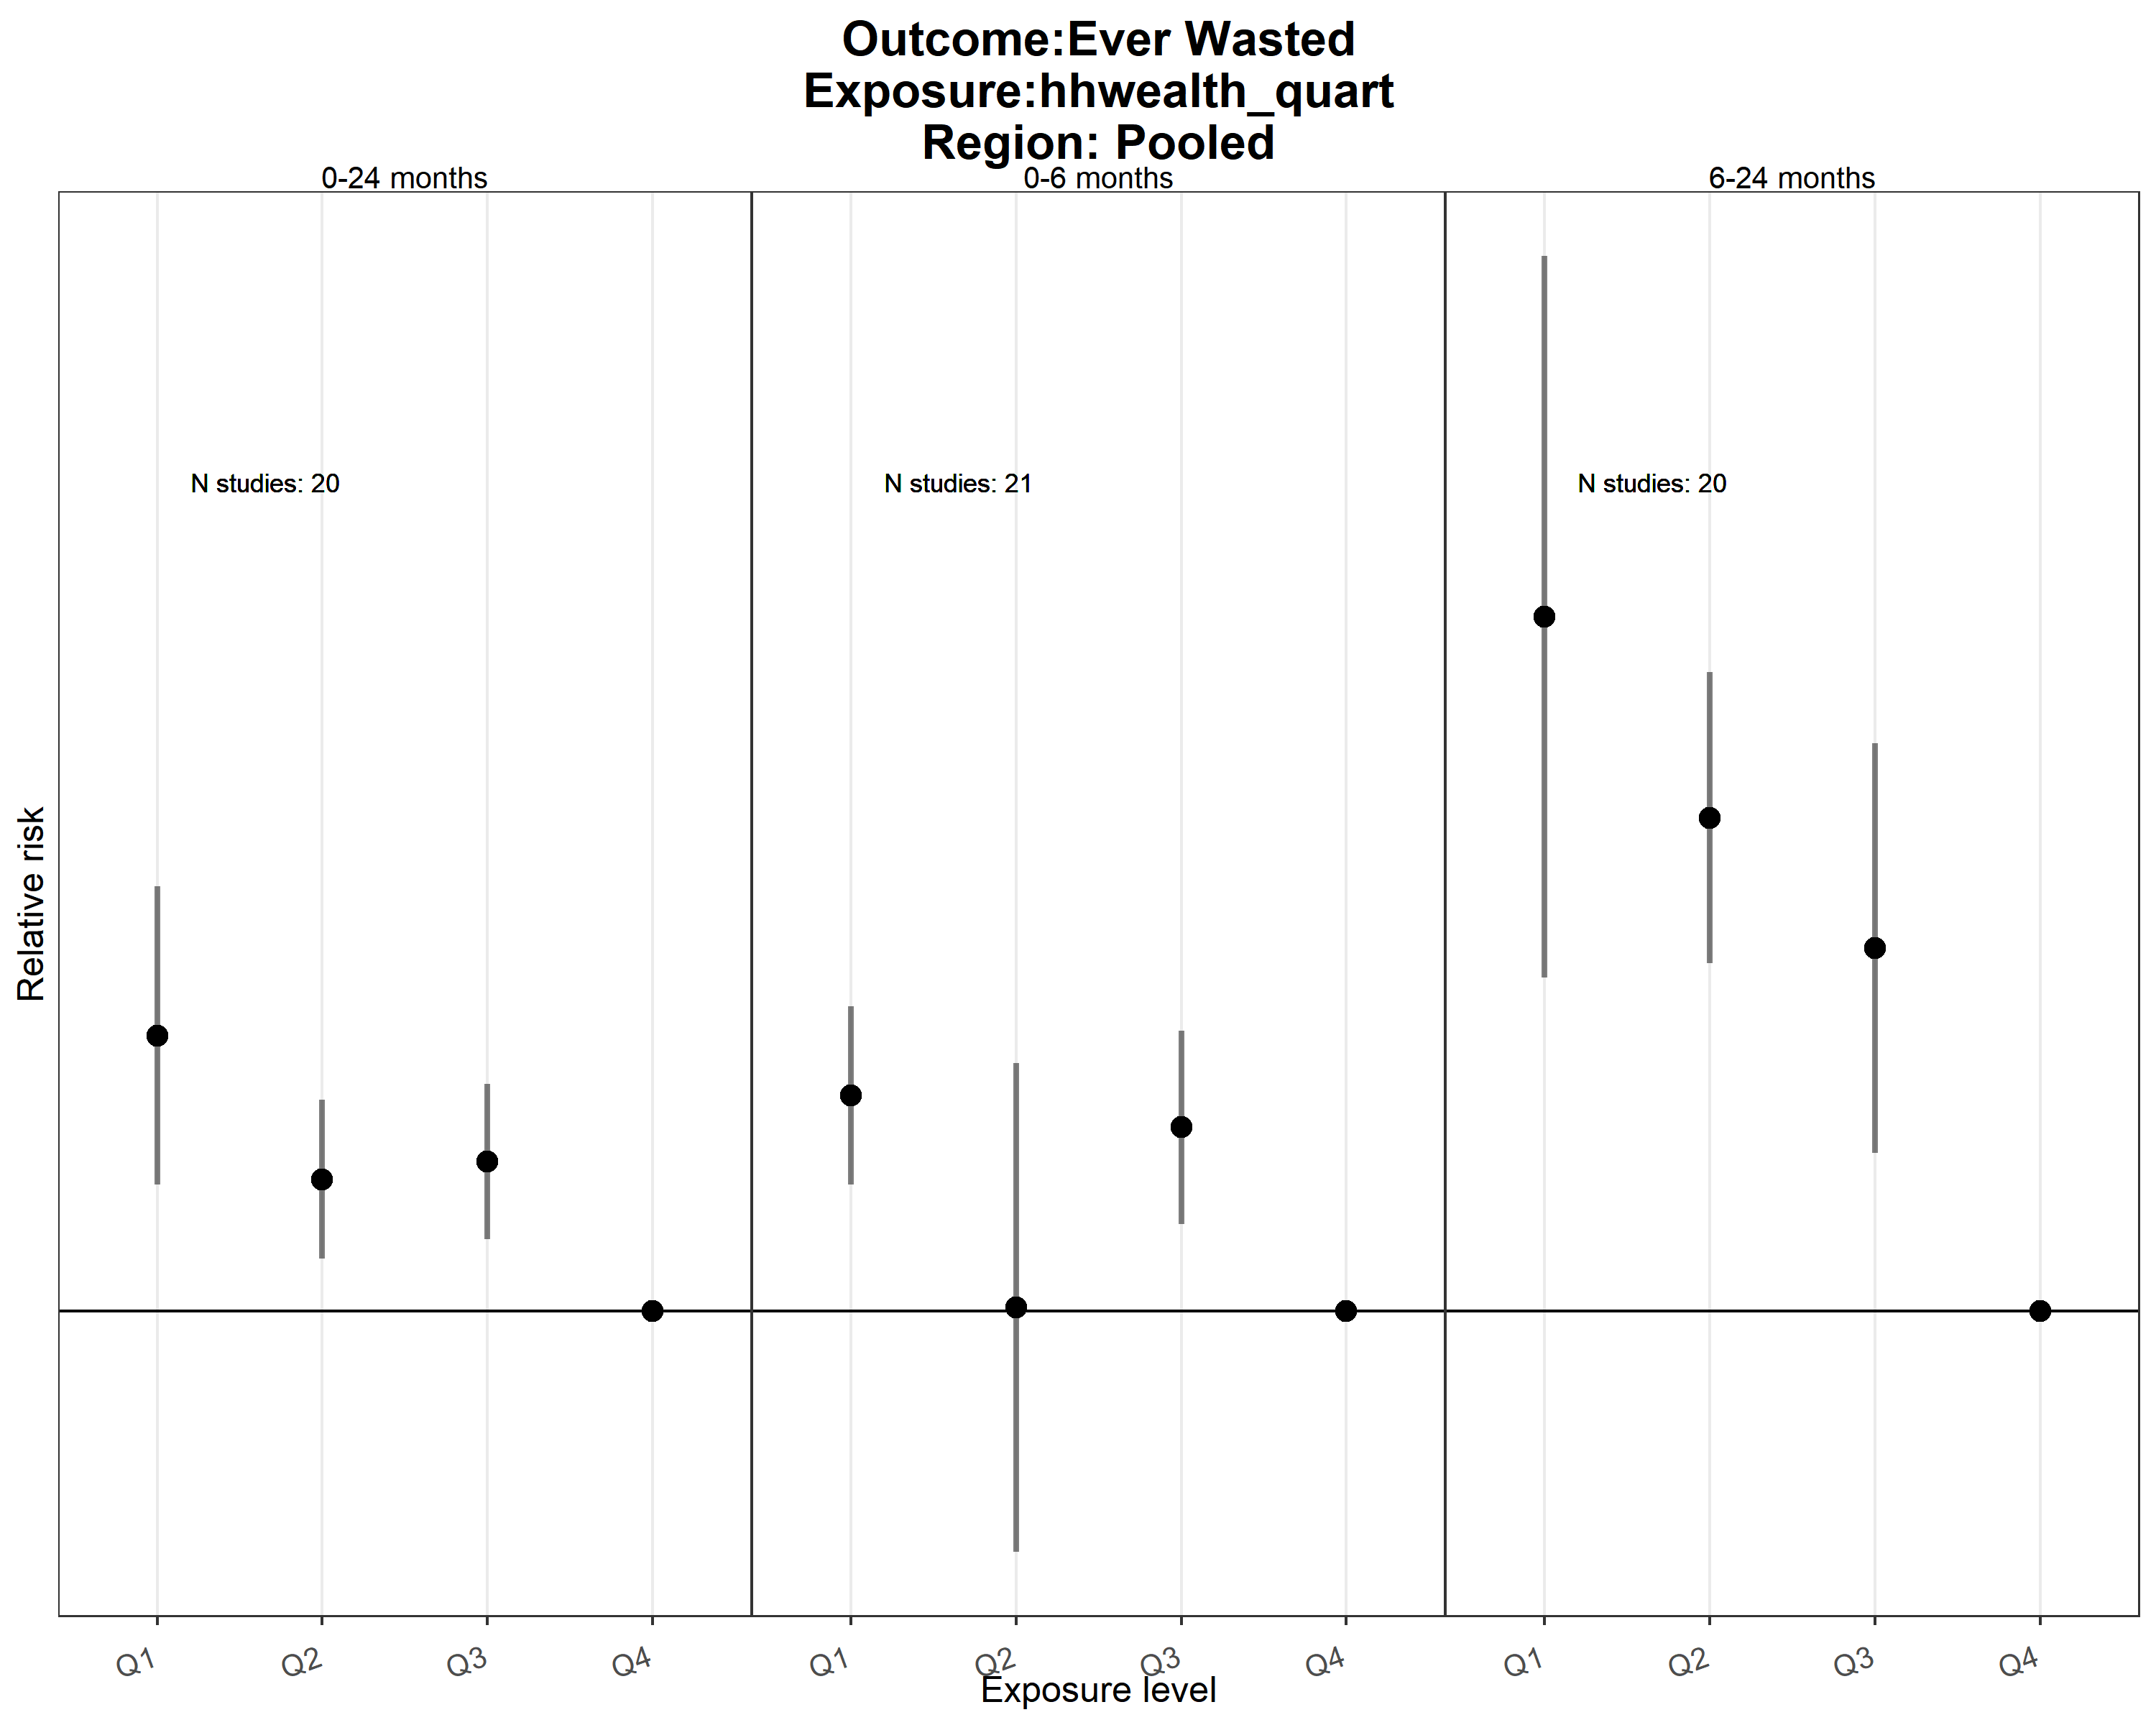 Outcome:Ever Wasted
Exposure:hhwealth_quart
Region: Pooled
0-24 months
0-6 months
6-24 months
N studies: 20
N studies: 21
N studies: 20
Relative risk
Q1
Q2
Q3
Q4
Q1
Q2
Q3
Q4
Q1
Q2
Q3
Q4
Exposure level